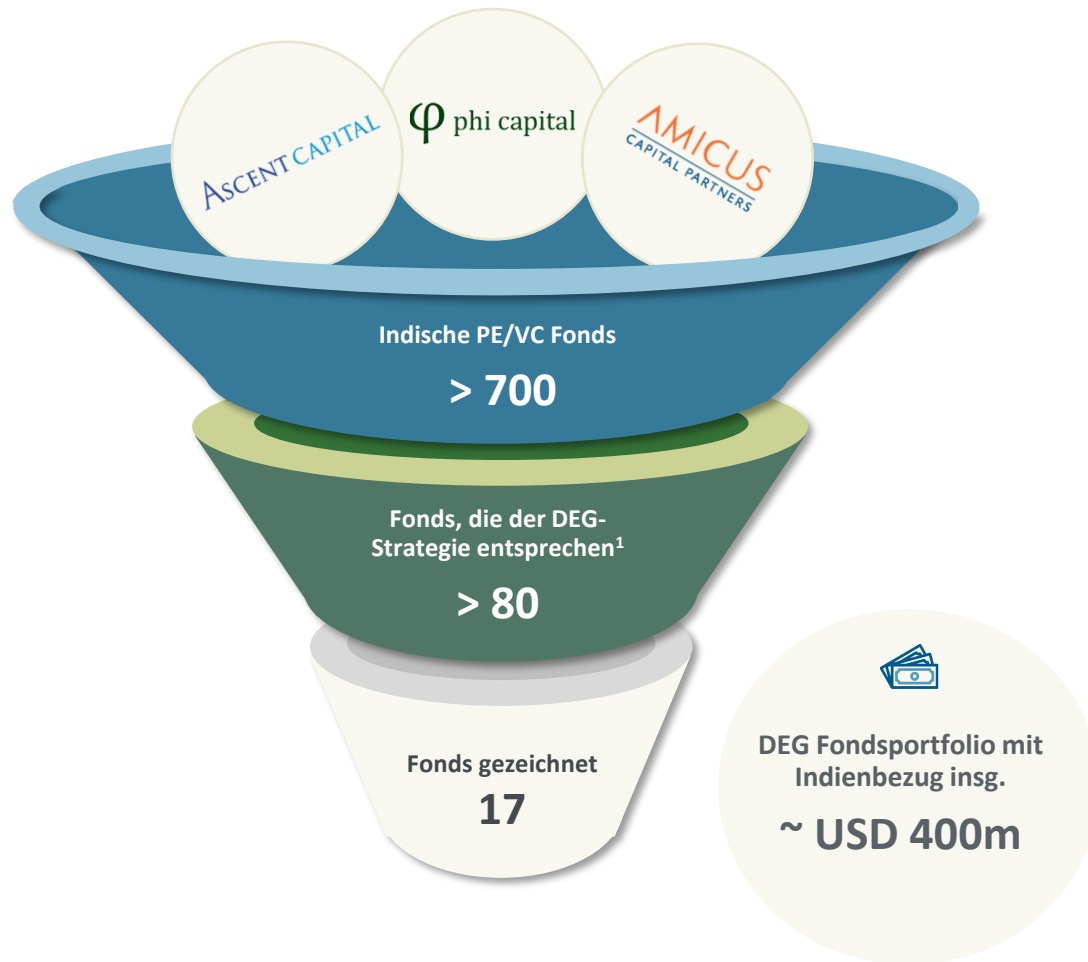 ASCENT CAPITAL
φ phi capital
AMICUS
CAPITAL PARTNERS
Indische PE/VC Fonds
> 700
Fonds, die der DEG-
Strategie entsprechen¹
> 80
Fonds gezeichnet
17
DEG Fondsportfolio mit
Indienbezug insg.
~ USD 400m